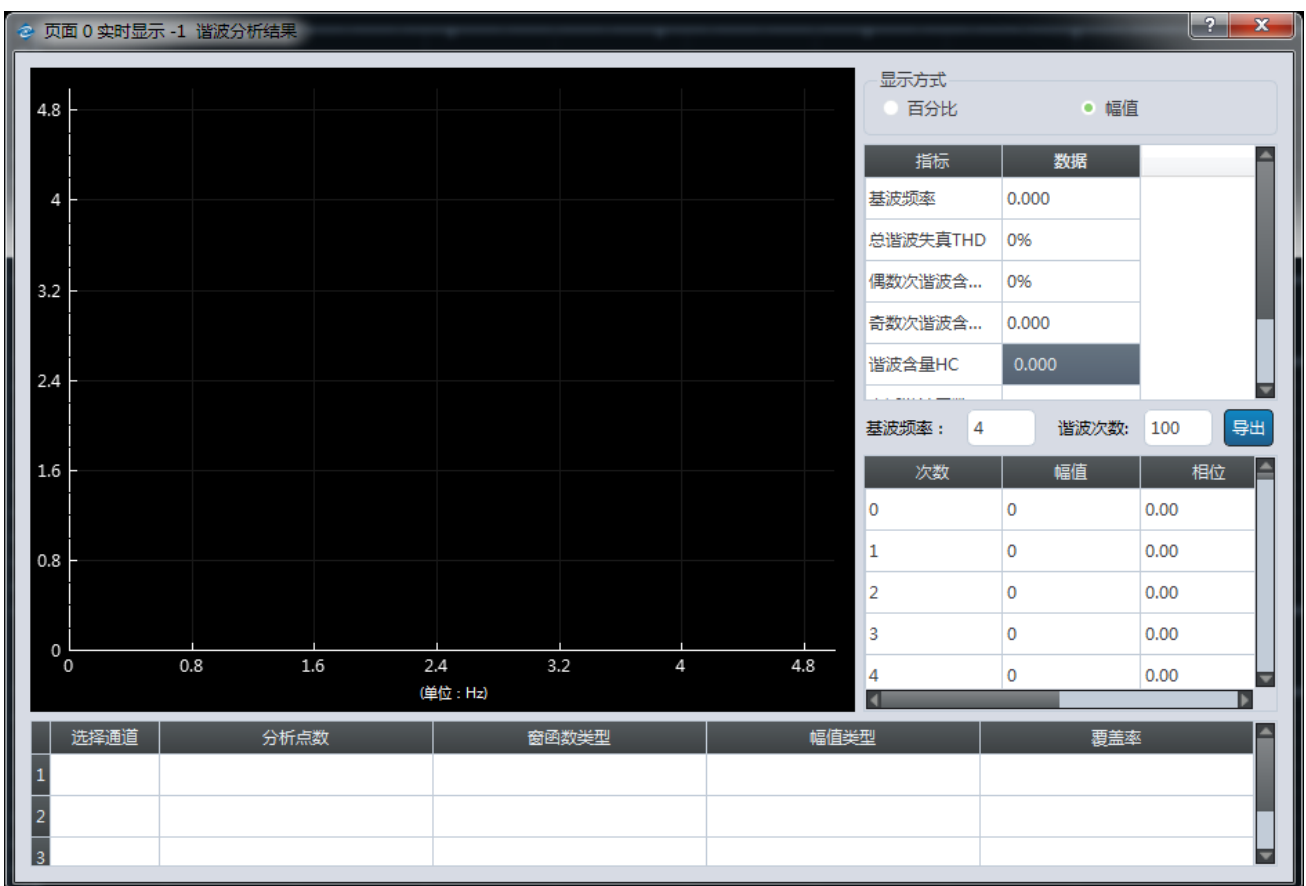 页面 0 实时显示 -1 谐波分析结果
?
X
4.8
4
3.2
2.4
1.6
0.8
0
0 0.8 1.6 2.4 3.2 4 4.8
(单位：Hz)
显示方式
百分比 幅值
指标 数据
基波频率 0.000
总谐波失真THD 0%
偶数次谐波含... 0%
奇数次谐波含... 0.000
谐波含量HC 0.000
基波频率： 4 谐波次数: 100 导出
次数 幅值 相位
0 0 0.00
1 0 0.00
2 0 0.00
3 0 0.00
4 0 0.00
选择通道 分析点数 窗函数类型 幅值类型 覆盖率
1
2
3